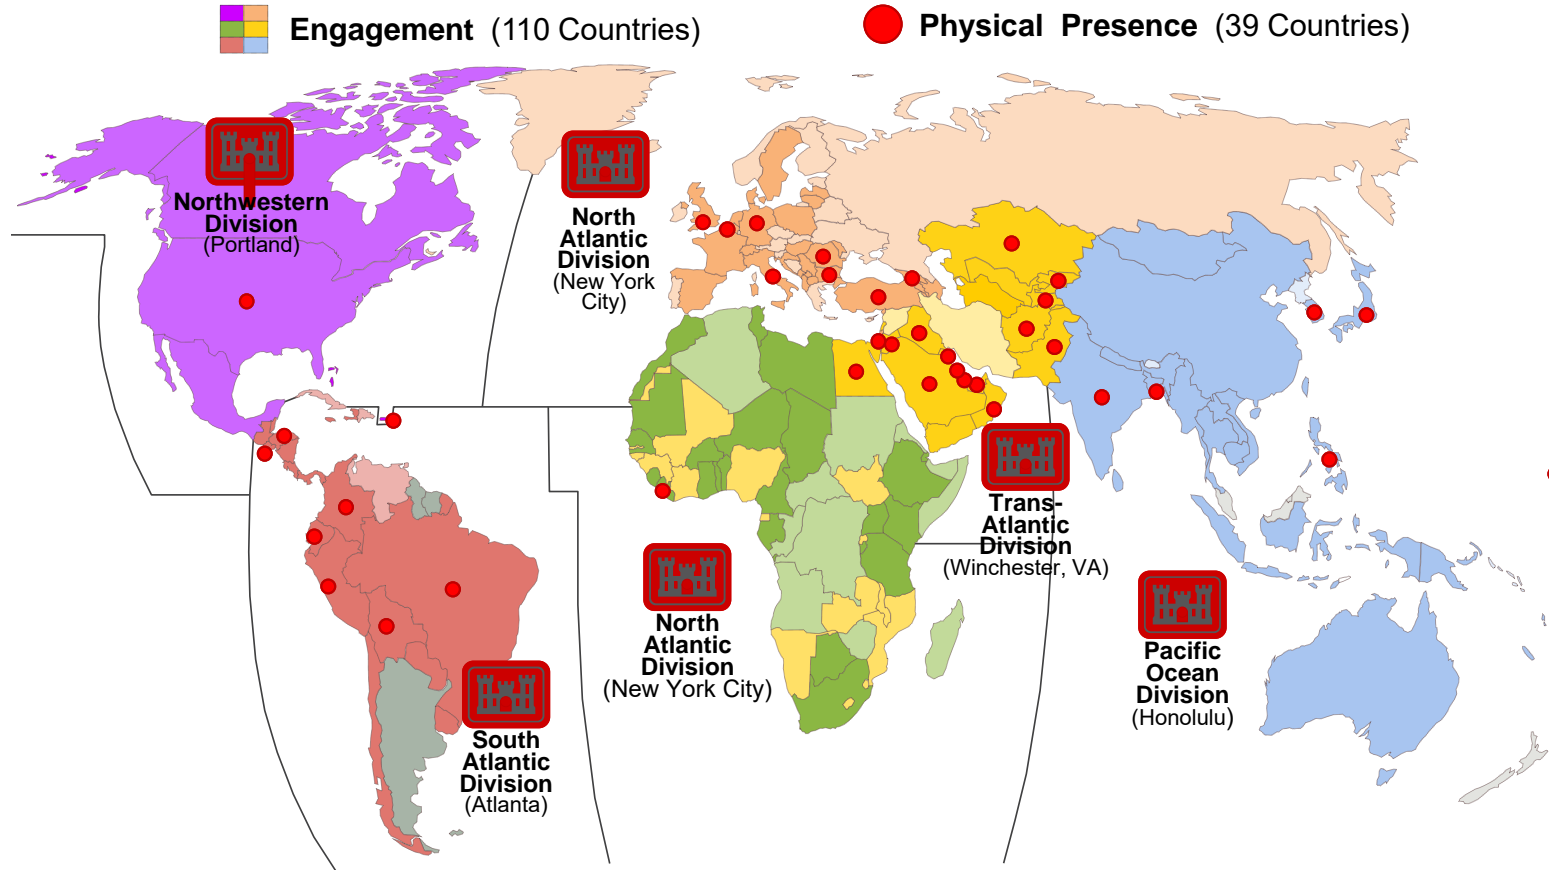 Engagement (110 Countries)
Physical Presence (39 Countries)
Northwestern
Division
(Portland)
North
Atlantic
Division
(New York
City)
Trans-
Atlantic
Division
(Winchester, VA)
North
Atlantic
Division
(New York City)
Pacific
Ocean
Division
(Honolulu)
South
Atlantic
Division
(Atlanta)